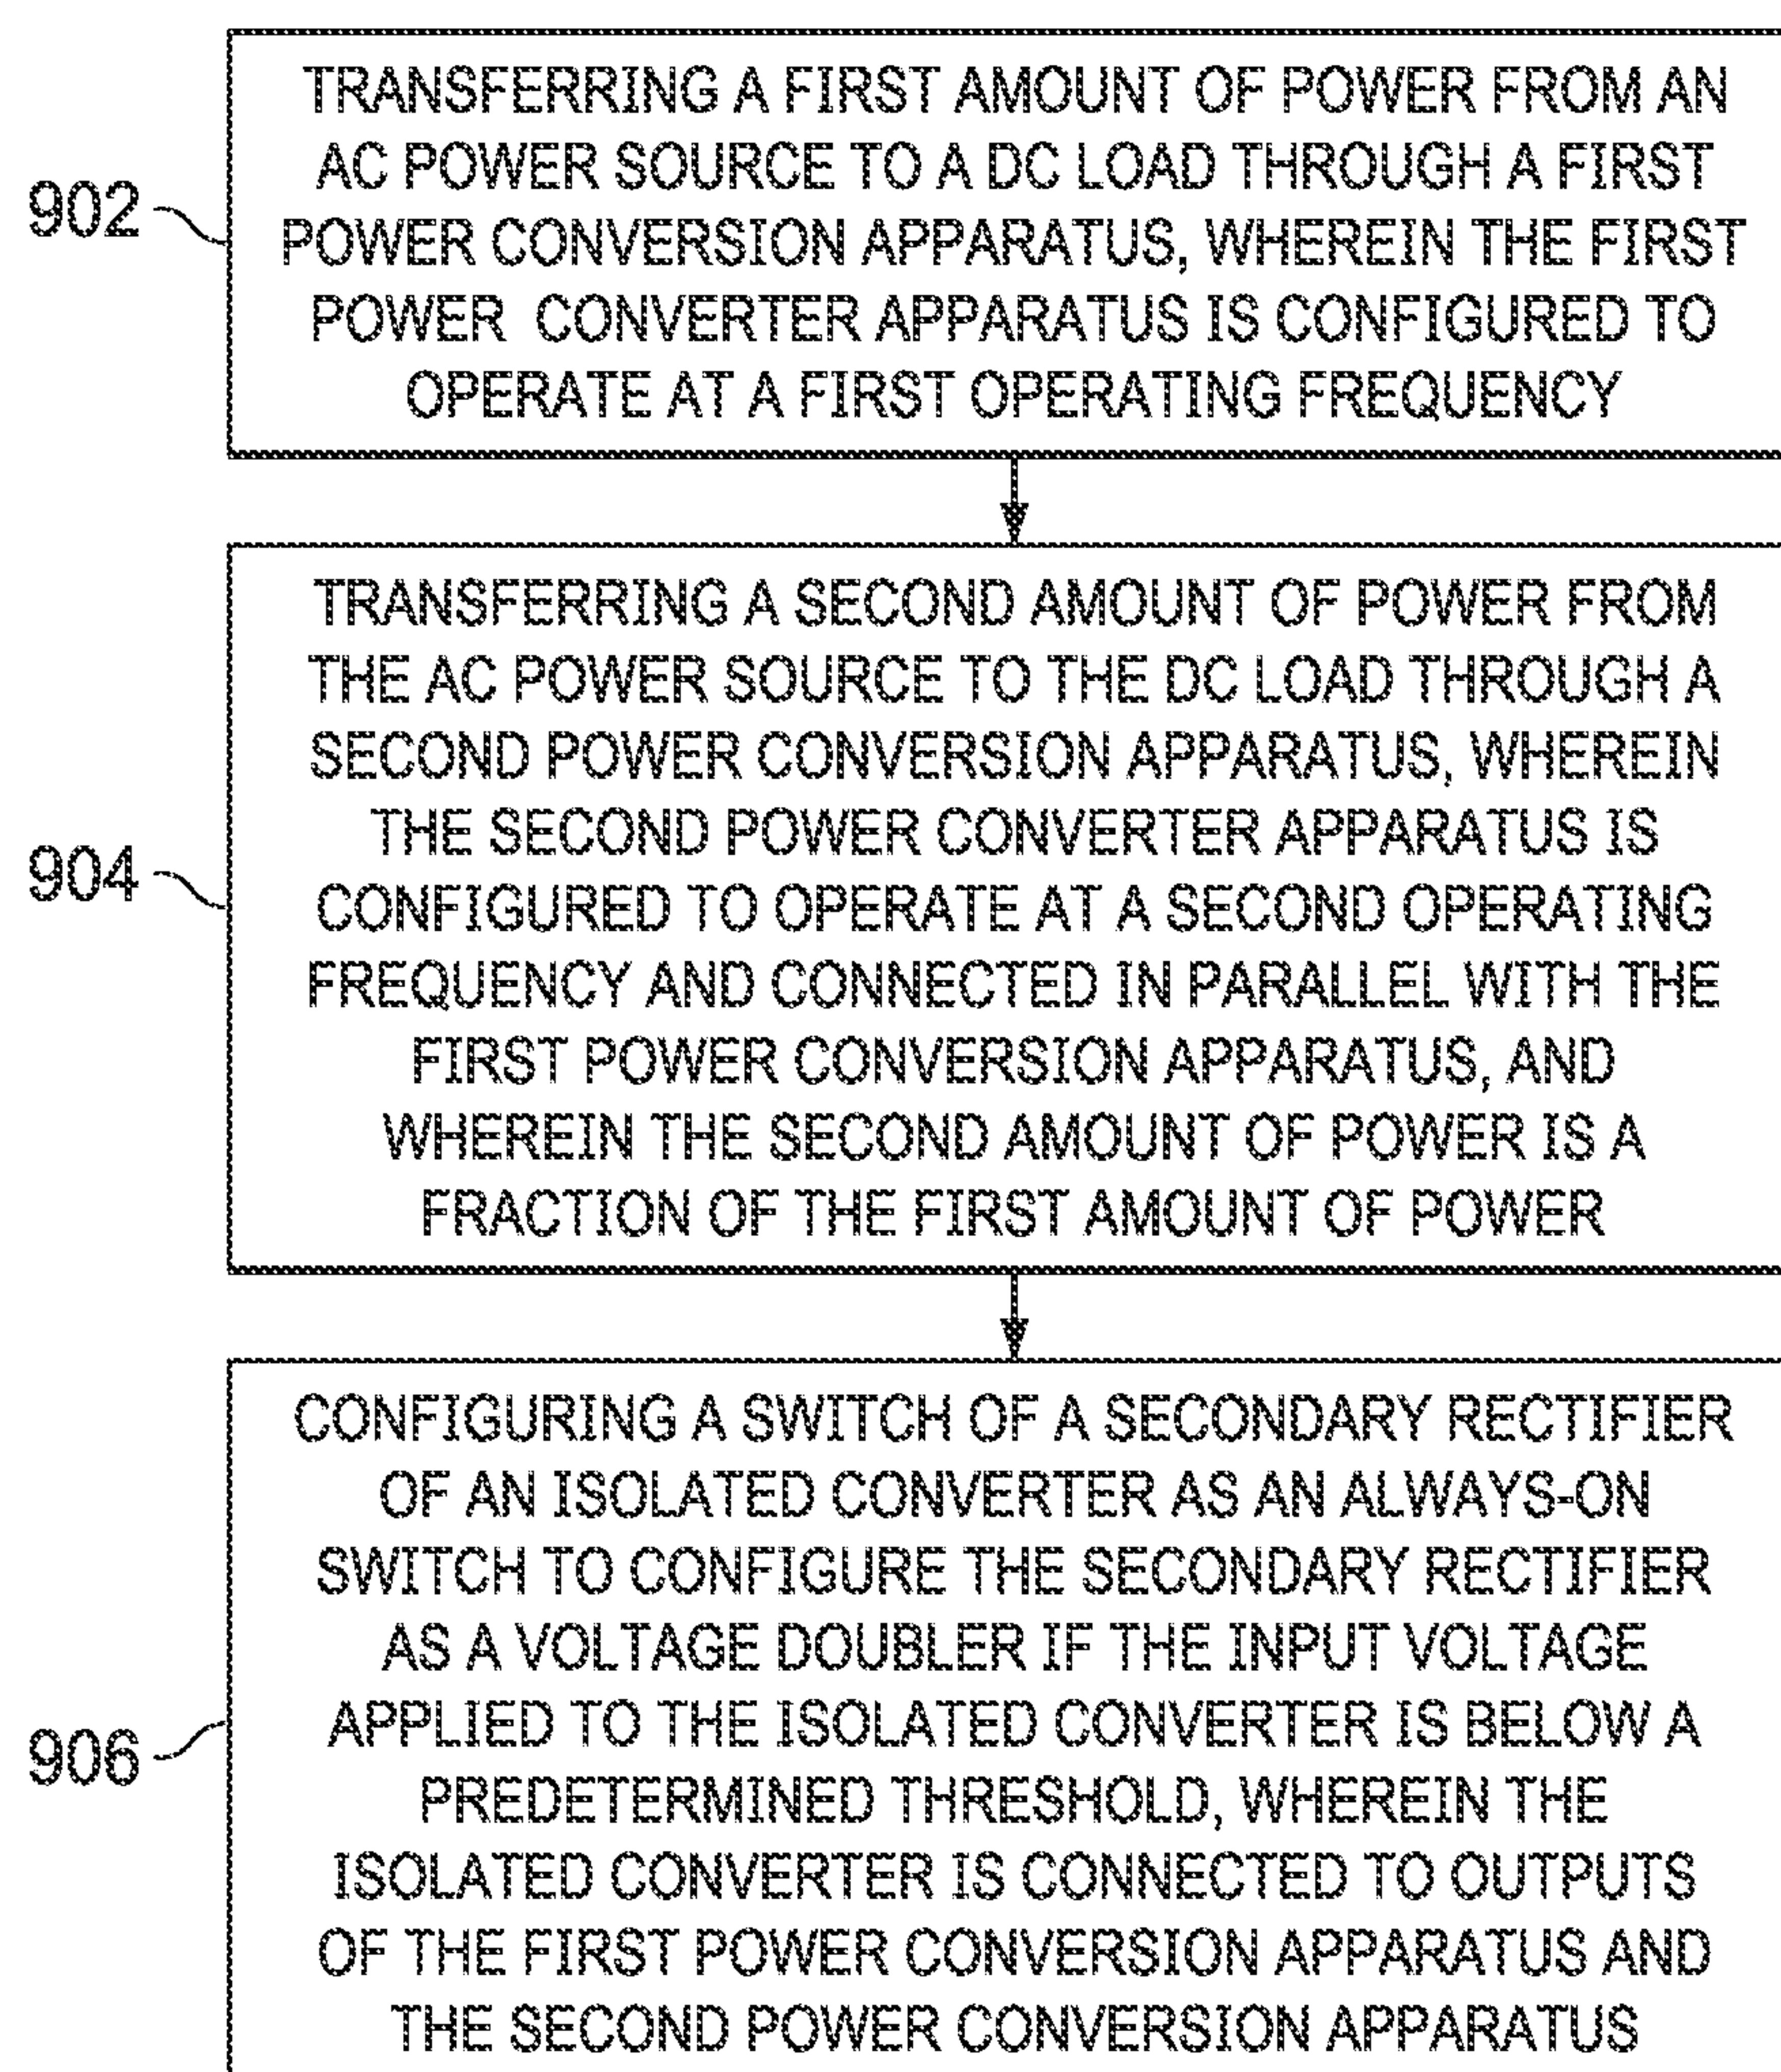 TRANSFERRING A FIRST AMOUNT OF POWER FROM AN
AC POWER SOURCE TO A DC LOAD THROUGH A FIRST
902
POWER CONVERSION APPARATUS, WHEREIN THE FIRST
POWER CONVERTER APPARATUS IS CONFIGURED TO
OPERATE AT A FIRST OPERATING FREQUENCY
TRANSFERRING A SECOND AMOUNT OF POWER FROM
THE AC POWER SOURCE TO THE DC LOAD THROUGH A
SECOND POWER CONVERSION APPARATUS, WHEREIN
THE SECOND POWER CONVERTER APPARATUS IS
904
CONFIGURED TO OPERATE AT A SECOND OPERATING
FREQUENCY AND CONNECTED IN PARALLEL WITH THE
FIRST POWER CONVERSION APPARATUS, AND
WHEREIN THE SECOND AMOUNT OF POWER IS A
FRACTION OF THE FIRST AMOUNT OF POWER
CONFIGURING A SWITCH OF A SECONDARY RECTIFIER
OF AN ISOLATED CONVERTER AS AN ALWAYS-ON
SWITCH TO CONFIGURE THE SECONDARY RECTIFIER
AS A VOLTAGE DOUBLER IF THE INPUT VOLTAGE
APPLIED TO THE ISOLATED CONVERTER IS BELOW A
906
PREDETERMINED THRESHOLD, WHEREIN THE
ISOLATED CONVERTER IS CONNECTED TO OUTPUTS
OF THE FIRST POWER CONVERSION APPARATUS AND
THE SECOND POWER CONVERSION APPARATUS